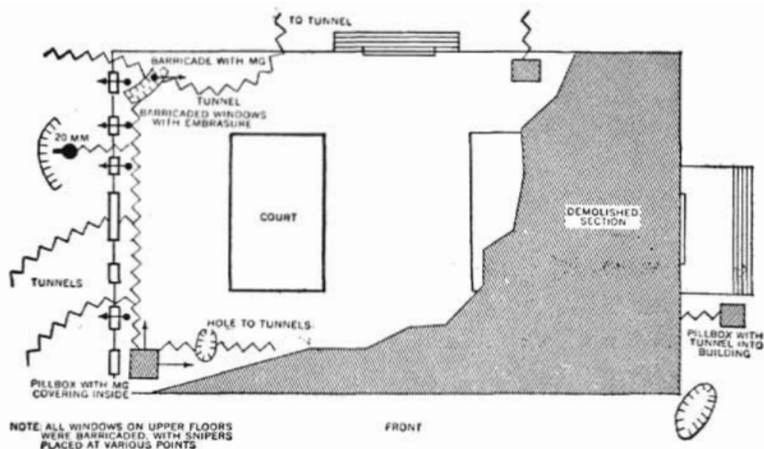 TO TUNNEL
BARRICADE WITH MG
TUNNEL
BARRICADED WINDOWS
WITH EMBRASURE
20 MM
COURT
DEMOLISHED
SECTION
TUNNELS
HOLE TO TUNNELS
PILLBOX WITH
TUNNEL INTO
BUILDING
PILLBOX WITH MG
COVERING INSIDE
NOTE: ALL WINDOWS ON UPPER FLOORS
WERE BARRICADED, WITH SNIPERS
PLACED AT VARIOUS POINTS
FRONT